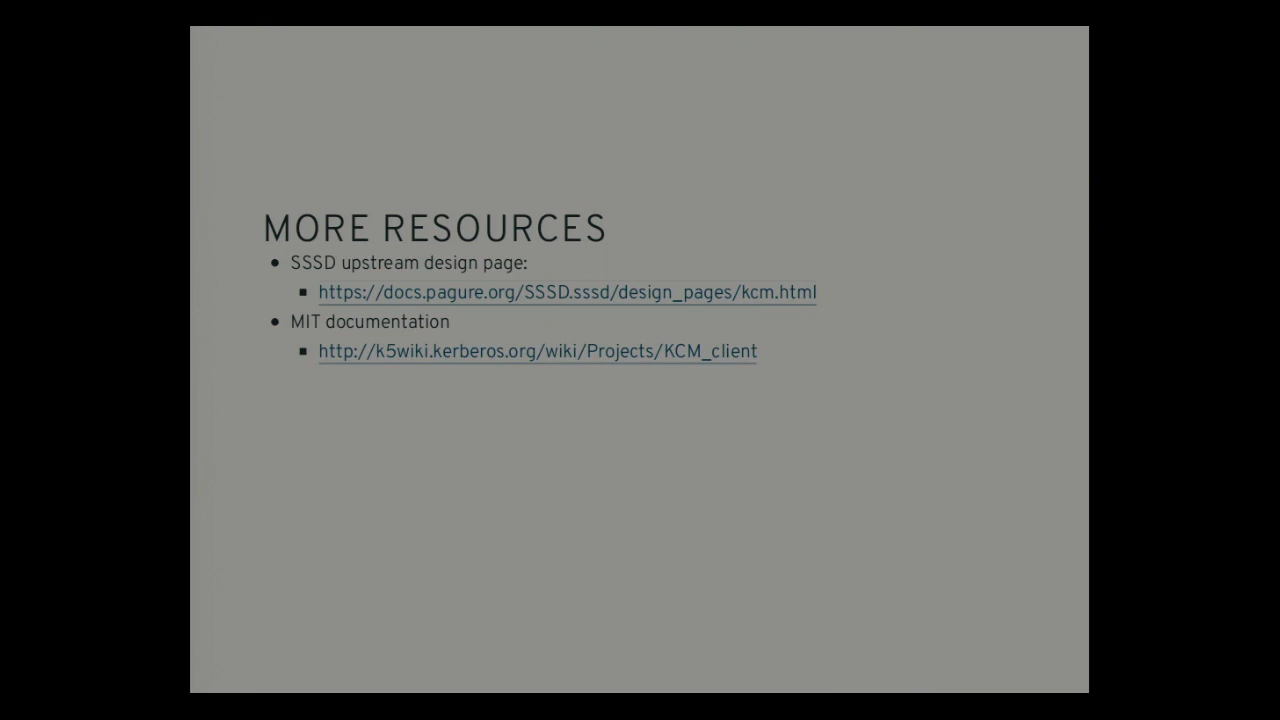 MORE RESOURCES
SSSD upstream design page:
https://docs.pagure.org/SSSD.sssd/design_pages/kcm.html
MIT documentation
http://k5wiki.kerberos.org/wiki/Projects/KCM_client